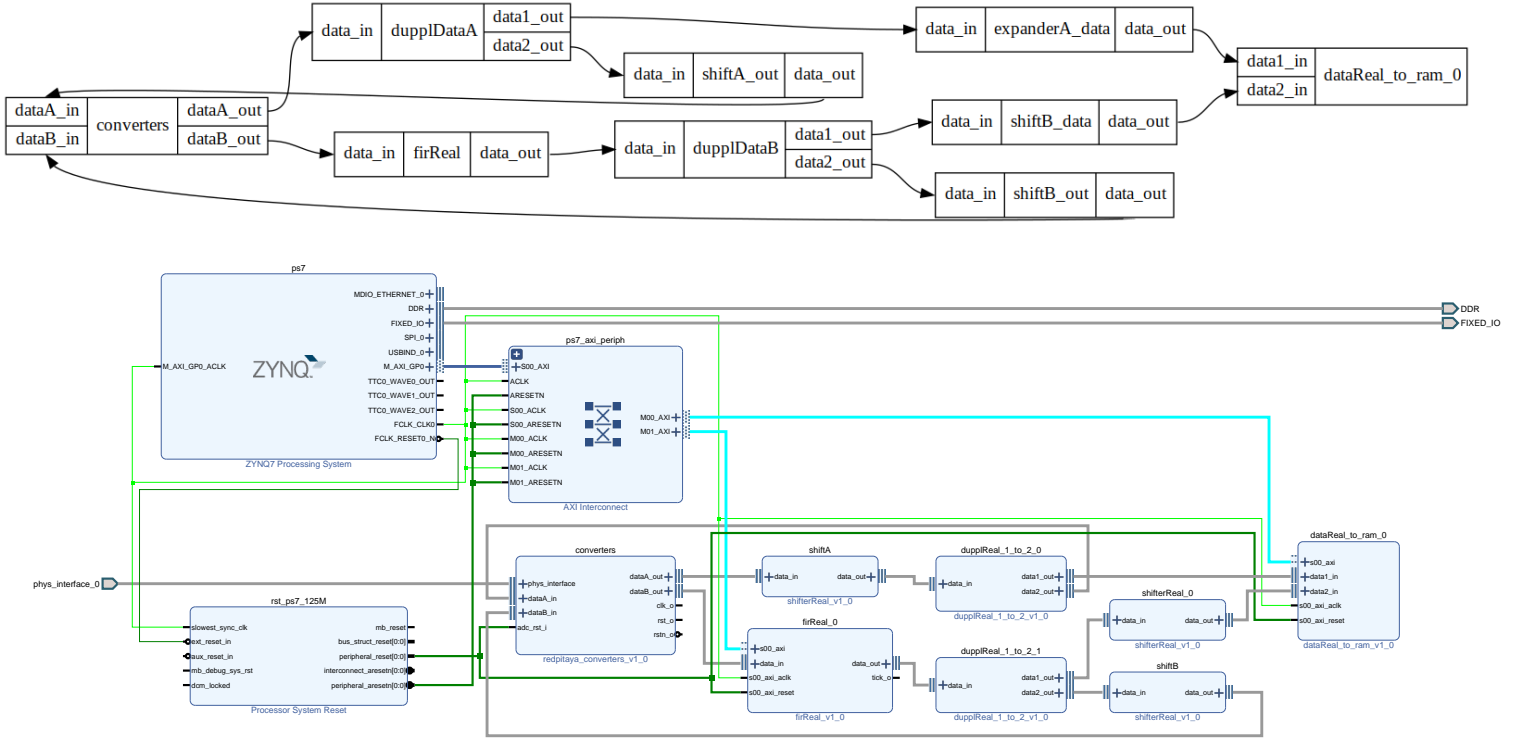 data_in dupplDataA data1_out
data2_out
data_in expanderA_data data_out
data_in shiftA_out data_out
data1_in dataReal_to_ram_0
data2_in
dataA_in converters dataA_out
dataB_in dataB_out
data_in firReal data_out
data_in dupplDataB data1_out
data2_out
data_in shiftB_data data_out
data_in shiftB_out data_out
ps7
MDIO_ETHERNET_0
DDR
FIXED_IO
SPI_0
USBIND_0
M_AXI_GP0_ACLK
ZYNQ
M_AXI_GP0
TTC0_WAVE0_OUT
TTC0_WAVE1_OUT
TTC0_WAVE2_OUT
FCLK_CLK0
FCLK_RESET0_N
ZYNQ7 Processing System
DDR
FIXED_IO
ps7_axi_periph
S00_AXI
ACLK
ARESETN
S00_ACLK
S00_ARESETN
M00_ACLK
M00_ARESETN
M01_ACLK
M01_ARESETN
M00_AXI
M01_AXI
AXI Interconnect
phys_interface_0
rst_ps7_125M
slowest_sync_clk mb_reset
ext_reset_in bus_struct_reset[0:0]
aux_reset_in peripheral_reset[0:0]
mb_debug_sys_rst interconnect_aresetn[0:0]
dcm_locked peripheral_aresetn[0:0]
Processor System Reset
converters
phys_interface dataA_out
dataA_in dataB_out
dataB_in clk_o
adc_rst_i rst_o
rstn_o
redpitaya_converters_v1_0
shiftA
data_in data_out
shifterReal_v1_0
dupplReal_1_to_2_0
data_in data1_out
data2_out
dupplReal_1_to_2_v1_0
firReal_0
s00_axi
data_in data_out
s00_axi_aclk tick_o
s00_axi_reset
firReal_v1_0
dupplReal_1_to_2_1
data_in data1_out
data2_out
dupplReal_1_to_2_v1_0
shifterReal_0
data_in data_out
shifterReal_v1_0
shiftB
data_in data_out
shifterReal_v1_0
dataReal_to_ram_0
s00_axi
data1_in
data2_in
s00_axi_aclk
s00_axi_reset
dataReal_to_ram_v1_0